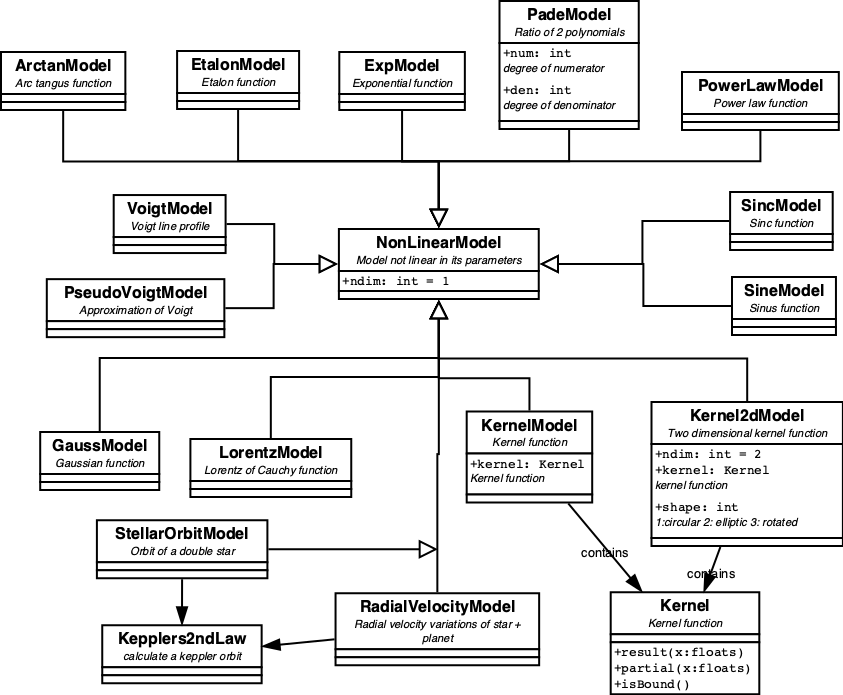 PadeModel
Ratio of 2 polynomials
+num: int
degree of numerator
+den: int
degree of denominator
ArctanModel
Arc tangus function
EtalonModel
Etalon function
ExpModel
Exponential function
PowerLawModel
Power law function
VoigtModel
Voigt line profile
SincModel
Sinc function
NonLinearModel
Model not linear in its parameters
+ndim: int = 1
PseudoVoigtModel
Approximation of Voigt
SineModel
Sinus function
GaussModel
Gaussian function
LorentzModel
Lorentz of Cauchy function
KernelModel
Kernel function
+kernel: Kernel
Kernel function
Kernel2dModel
Two dimensional kernel function
+ndim: int = 2
+kernel: Kernel
kernel function
+shape: int
1:circular 2: elliptic 3: rotated
StellarOrbitModel
Orbit of a double star
contains
contains
Kepplers2ndLaw
calculate a keppler orbit
RadialVelocityModel
Radial velocity variations of star +
planet
Kernel
Kernel function
+result(x:floats)
+partial(x:floats)
+isBound()